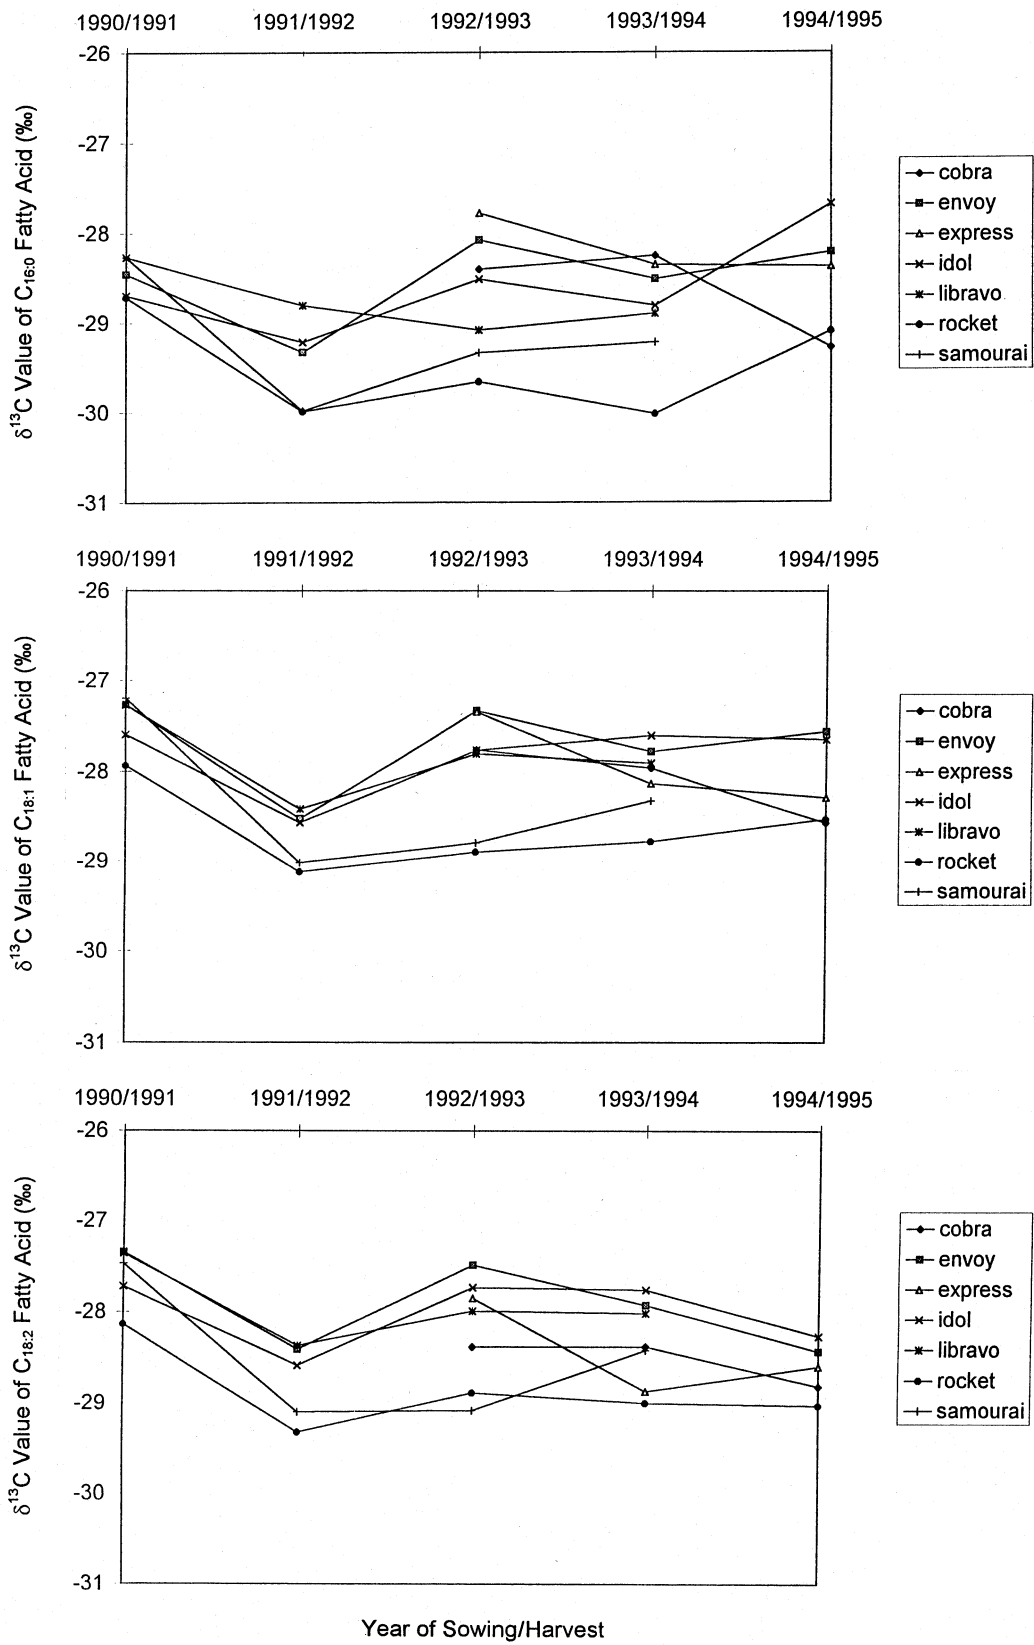 1990/1991 1991/1992 1992/1993 1993/1994 1994/1995
-26
-27
-28
-29
-30
-31
δ¹³C Value of C₁₆:₀ Fatty Acid (‰)
cobra
envoy
express
idol
libravo
rocket
samourai
1990/1991 1991/1992 1992/1993 1993/1994 1994/1995
-26
-27
-28
-29
-30
-31
δ¹³C Value of C₁₈:₁ Fatty Acid (‰)
cobra
envoy
express
idol
libravo
rocket
samourai
1990/1991 1991/1992 1992/1993 1993/1994 1994/1995
-26
-27
-28
-29
-30
-31
δ¹³C Value of C₁₈:₂ Fatty Acid (‰)
cobra
envoy
express
idol
libravo
rocket
samourai
Year of Sowing/Harvest